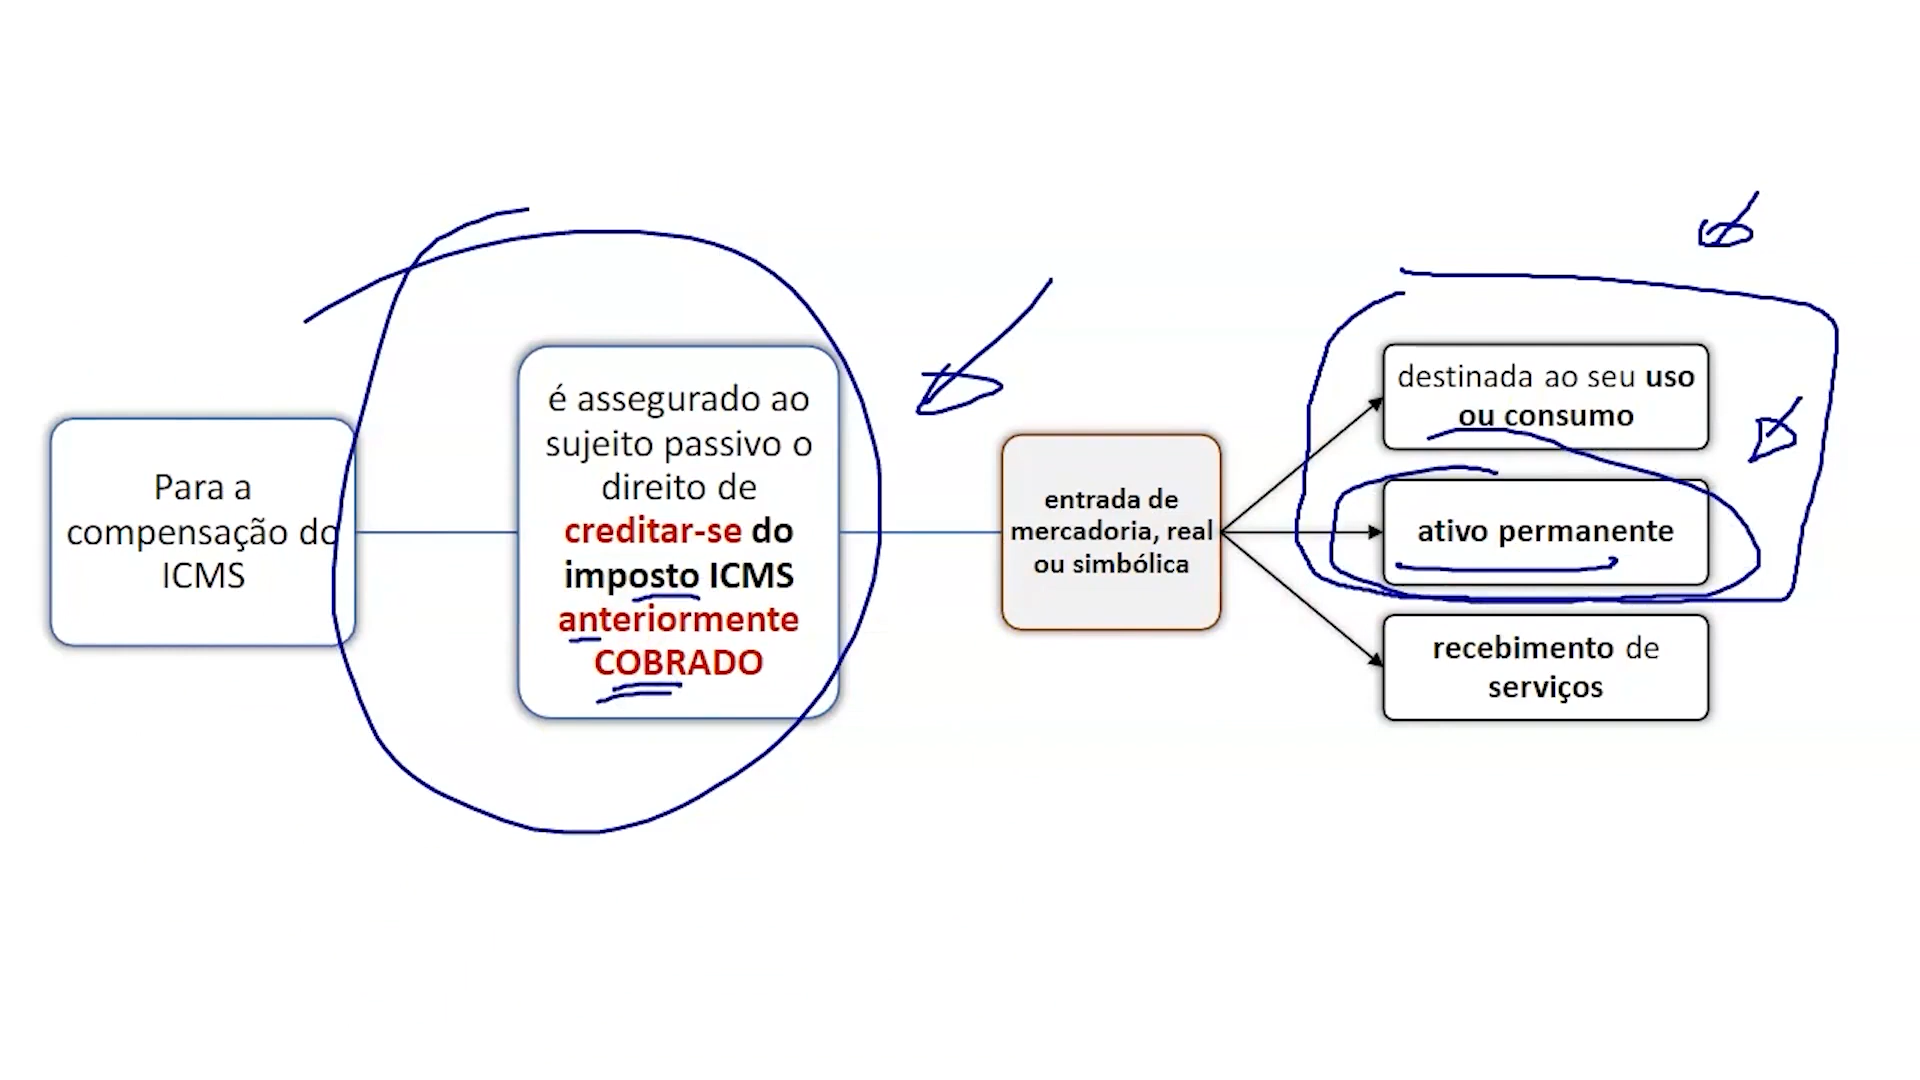 Para a
compensação do
ICMS
é assegurado ao
sujeito passivo o
direito de
creditar-se do
imposto ICMS
anteriormente
COBRADO
entrada de
mercadoria, real
ou simbólica
destinada ao seu uso
ou consumo
ativo permanente
recebimento de
serviços